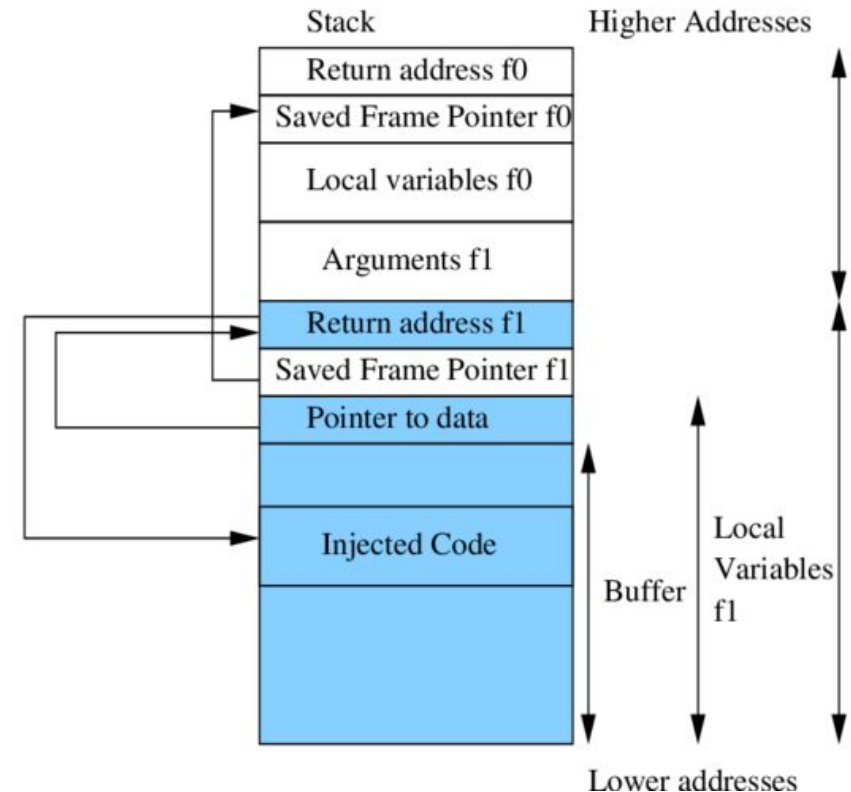 Stack
Higher Addresses
Return address f0
Saved Frame Pointer f0
Local variables f0
Arguments f1
Return address f1
Saved Frame Pointer f1
Pointer to data
Injected Code
Buffer
Local
Variables
f1
Lower addresses